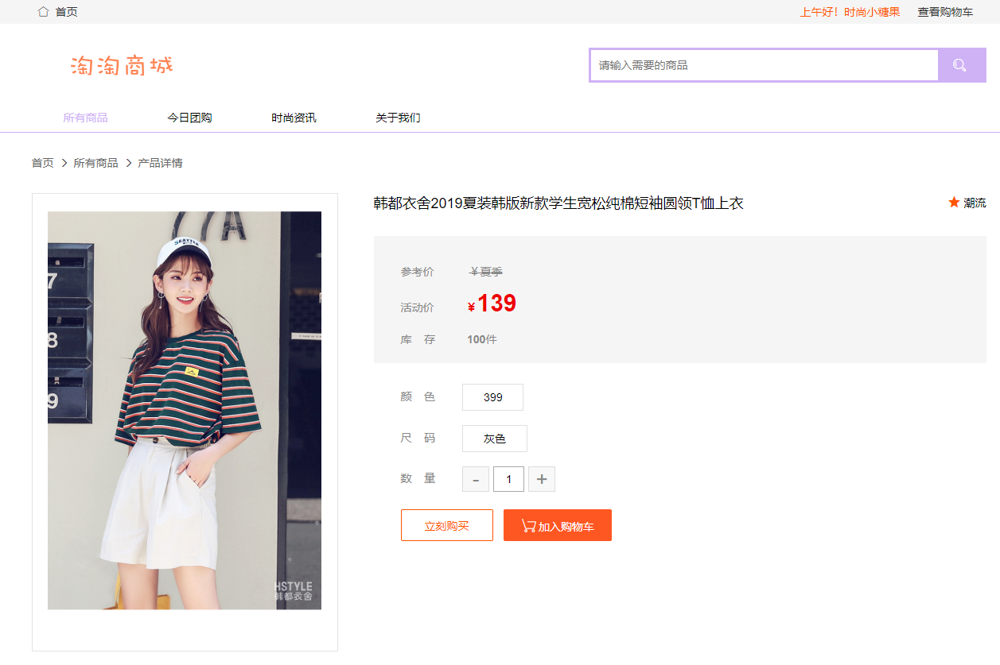 首页
上午好！时尚小糖果 查看购物车
淘淘商城
请输入需要的商品
所有商品 今日团购 时尚资讯 关于我们
首页 > 所有商品 > 产品详情
韩都衣舍2019夏装韩版新款学生宽松纯棉短袖圆领T恤上衣
潮流
参考价 ￥夏季
活动价 ¥139
库 存 100件
颜 色 399
尺 码 灰色
数 量 - 1 +
立刻购买 加入购物车
A
SEATTLE
7
8
9
HSTYLE
韩都衣舍